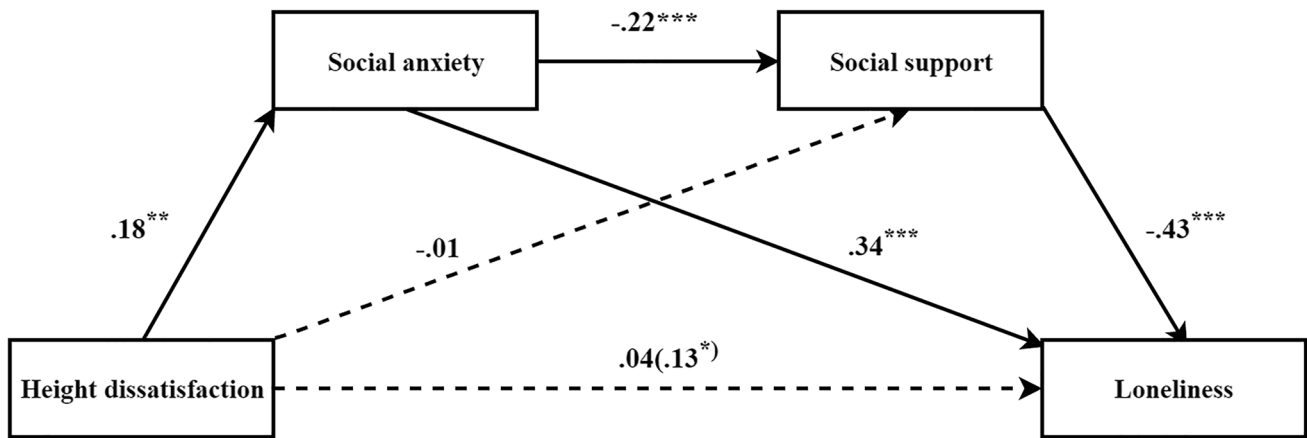 -.22***
Social anxiety
Social support
.18**
-.01
.34***
-.43***
.04(.13*)
Height dissatisfaction
Loneliness